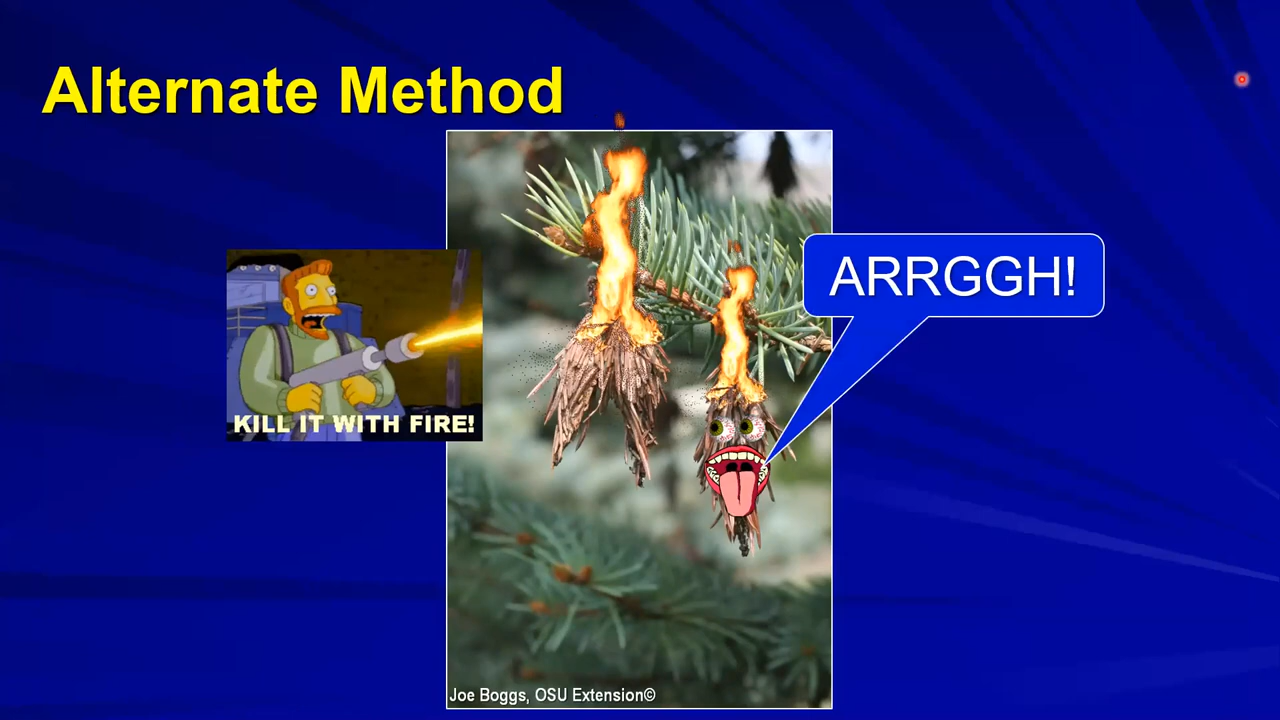 Alternate Method
ARRGGH!
KILL IT WITH FIRE!
Joe Boggs, OSU Extension©